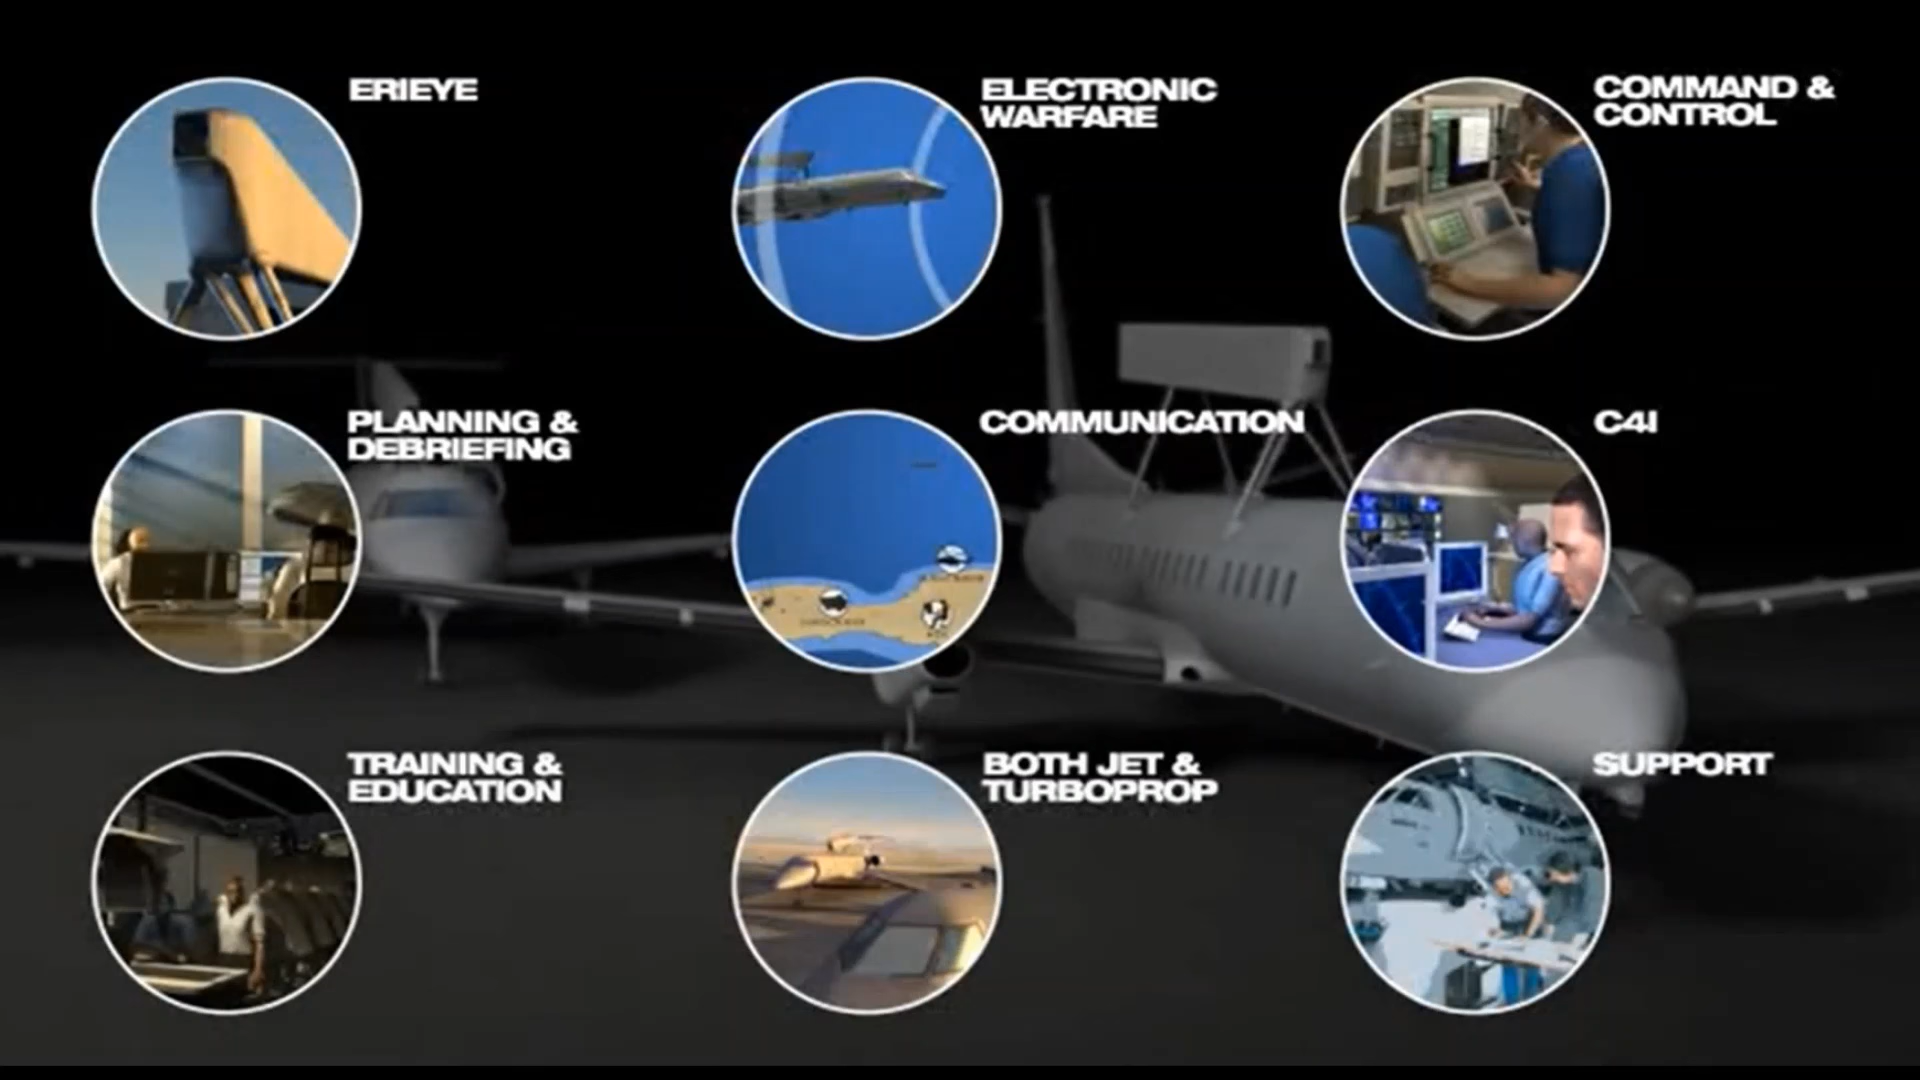 ERIEYE
ELECTRONIC
WARFARE
COMMAND &
CONTROL
PLANNING &
DEBRIEFING
COMMUNICATION
C4I
TRAINING &
EDUCATION
BOTH JET &
TURBOPROP
SUPPORT